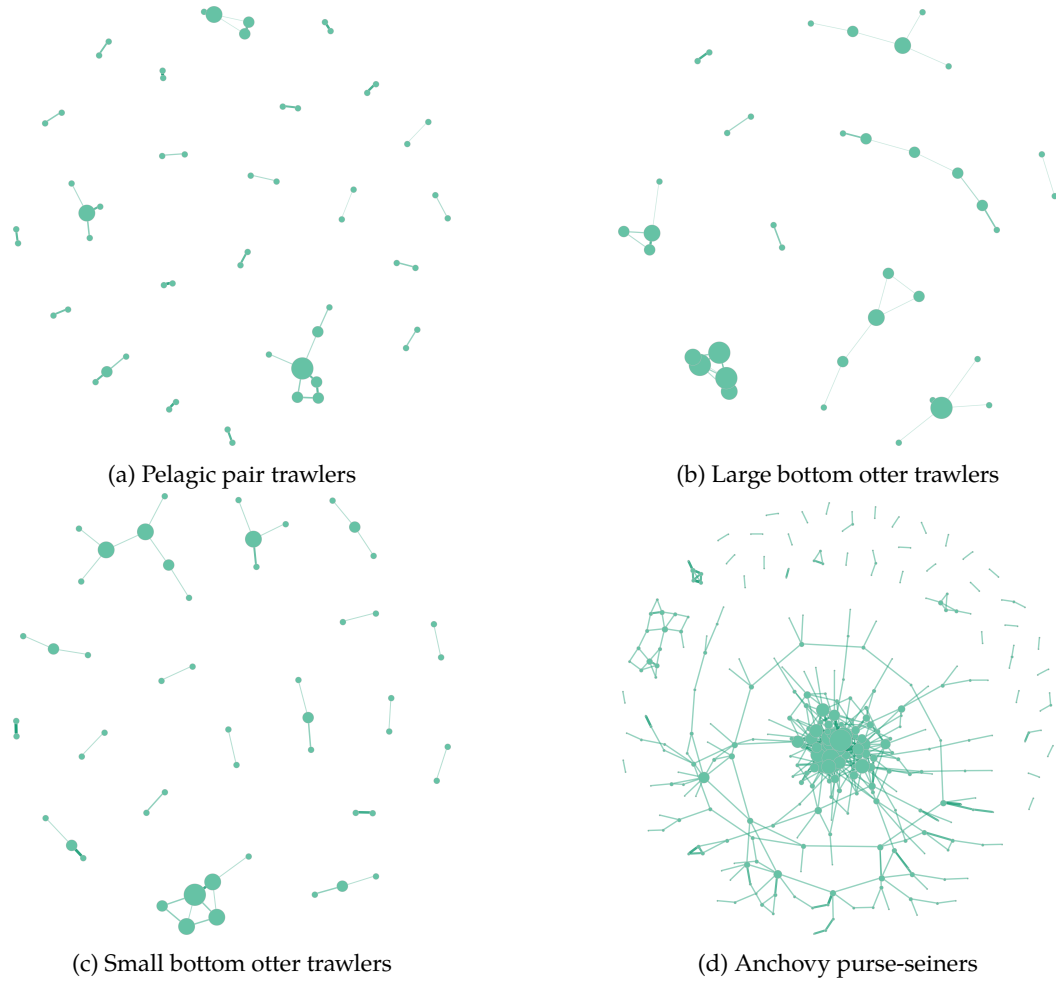 (a) Pelagic pair trawlers
(b) Large bottom otter trawlers
(c) Small bottom otter trawlers
(d) Anchovy purse-seiners